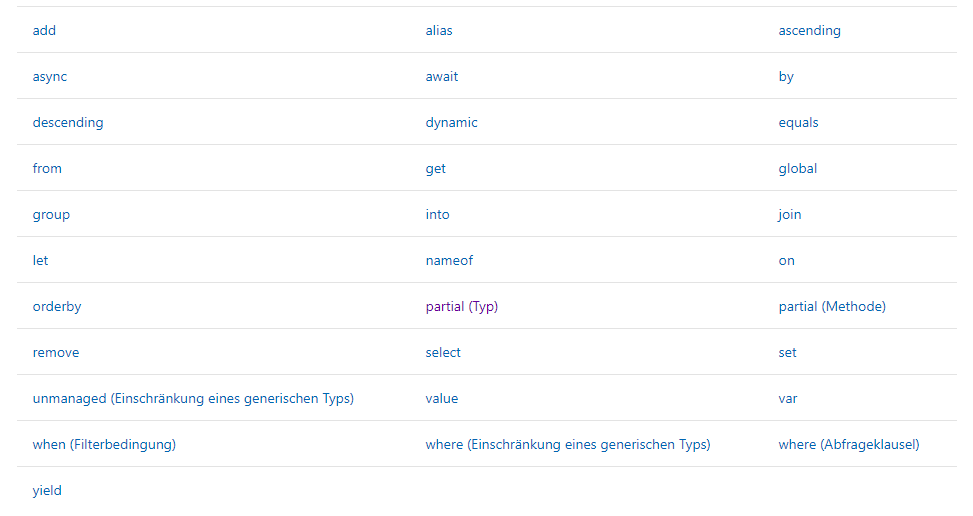 add alias ascending
async await by
descending dynamic equals
from get global
group into join
let nameof on
orderby partial (Typ) partial (Methode)
remove select set
unmanaged (Einschränkung eines generischen Typs) value var
when (Filterbedingung) where (Einschränkung eines generischen Typs) where (Abfrageklausel)
yield